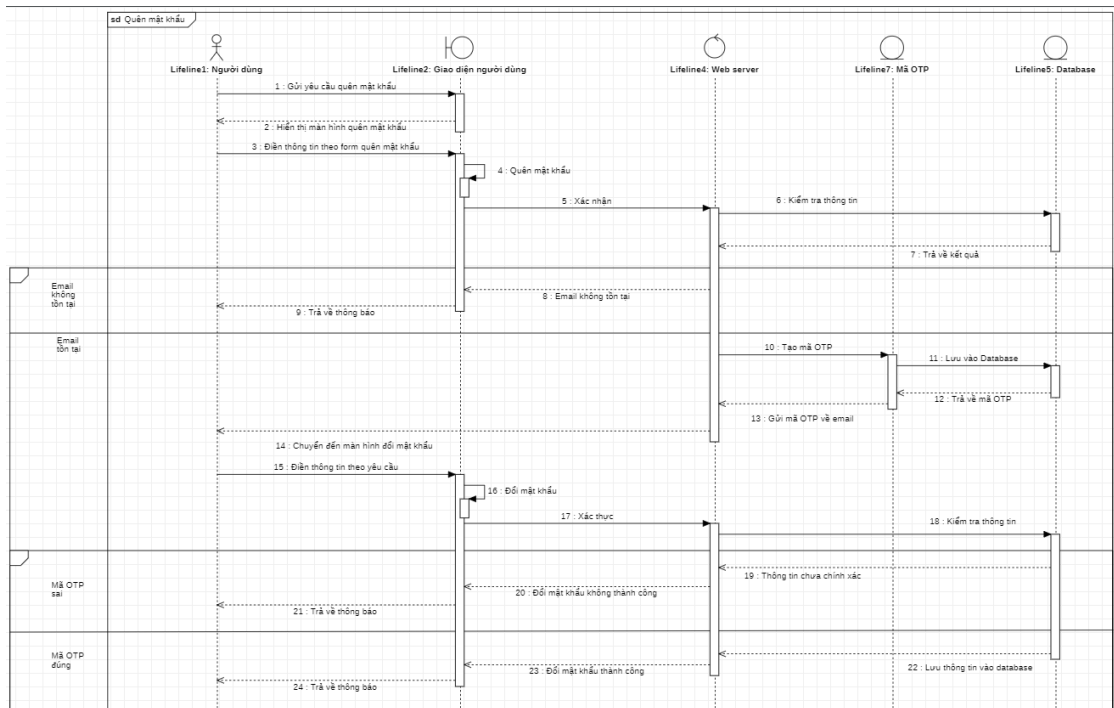 sd Quên mật khẩu
Lifeline1: Người dùng
Lifeline2: Giao diện người dùng
Lifeline4: Web server
Lifeline7: Mã OTP
Lifeline5: Database
1 : Gửi yêu cầu quên mật khẩu
2 : Hiển thị màn hình quên mật khẩu
3 : Điền thông tin theo form quên mật khẩu
4 : Quên mật khẩu
5 : Xác nhận
6 : Kiểm tra thông tin
7 : Trả về kết quả
Email
không
tồn tại
8 : Email không tồn tại
9 : Trả về thông báo
Email
tồn tại
10 : Tạo mã OTP
11 : Lưu vào Database
12 : Trả về mã OTP
13 : Gửi mã OTP về email
14 : Chuyển đến màn hình đổi mật khẩu
15 : Điền thông tin theo yêu cầu
16 : Đổi mật khẩu
17 : Xác thực
18 : Kiểm tra thông tin
Mã OTP
sai
19 : Thông tin chưa chính xác
20 : Đổi mật khẩu không thành công
21 : Trả về thông báo
Mã OTP
đúng
22 : Lưu thông tin vào database
23 : Đổi mật khẩu thành công
24 : Trả về thông báo